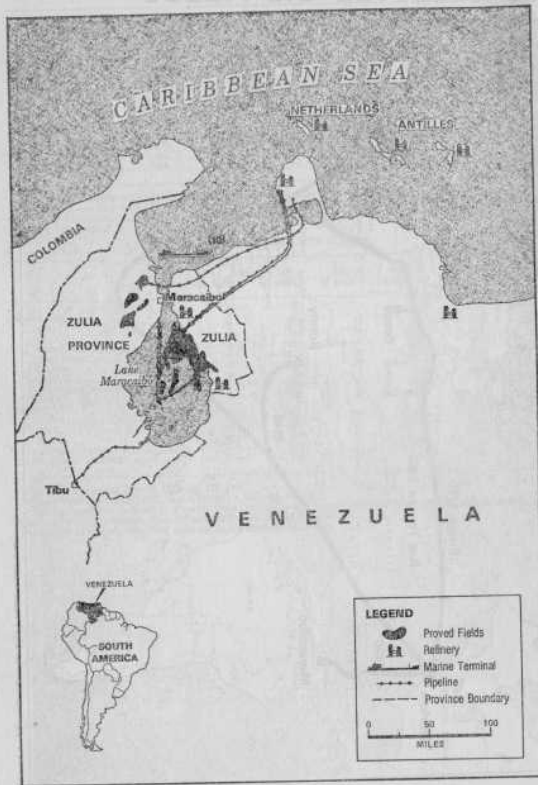 CARIBBEAN SEA
NETHERLANDS
ANTILLES
COLOMBIA
Maracaibo
ZULIA
PROVINCE
ZULIA
Lake
Maracaibo
Tibu
VENEZUELA
VENEZUELA
SOUTH
AMERICA
LEGEND
Proved Fields
Refinery
Marine Terminal
Pipeline
Province Boundary
0 50 100
MILES